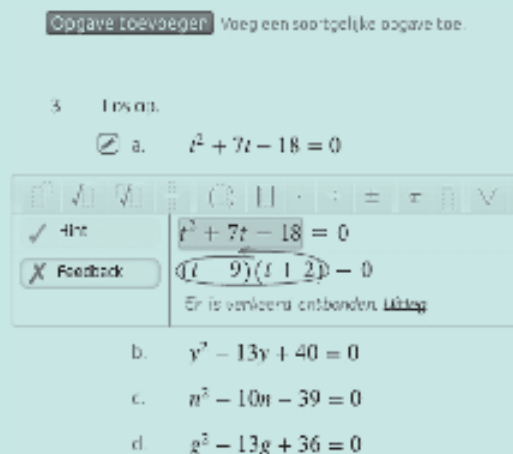 Opgave toevoegen Voeg een soortgelijke opgave toe.
3 Los op.
a. t² + 7t − 18 = 0
Hint t² + 7t − 18 = 0
Feedback (t 9)(t + 2) = 0
Er is verkeerd ontbonden. Uitleg
b. y² − 13y + 40 = 0
c. n² − 10n − 39 = 0
d. g² − 13g + 36 = 0